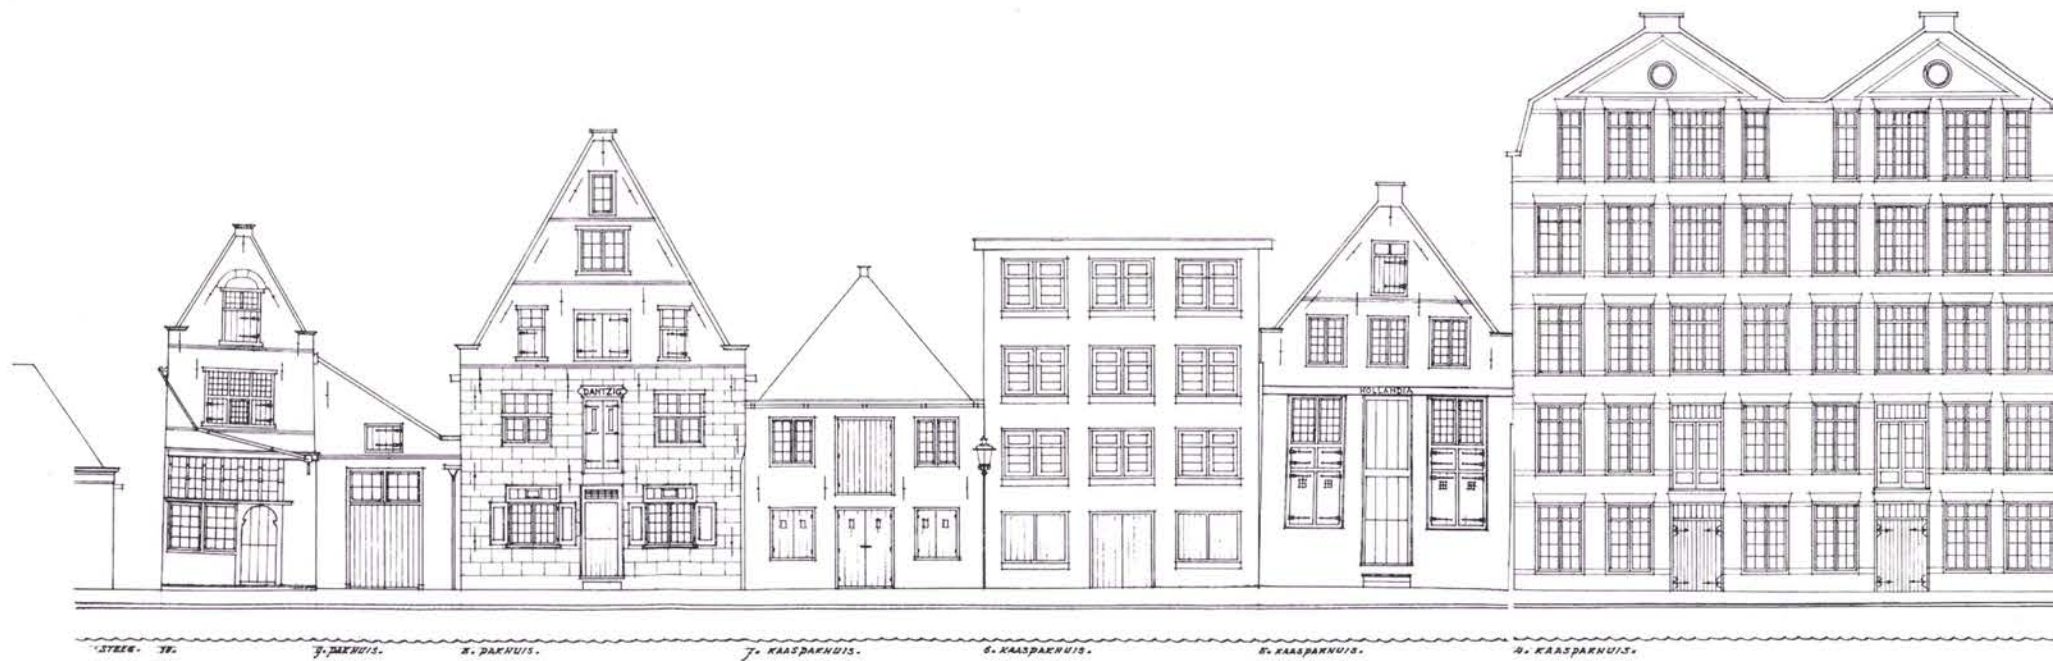 DANTZIG
HOLLANDIA
STEEG. 10. 9. PAKHUIS. 8. PAKHUIS. 7. KAASPAKHUIS. 6. KAASPAKHUIS. 5. KAASPAKHUIS. 4. KAASPAKHUIS.